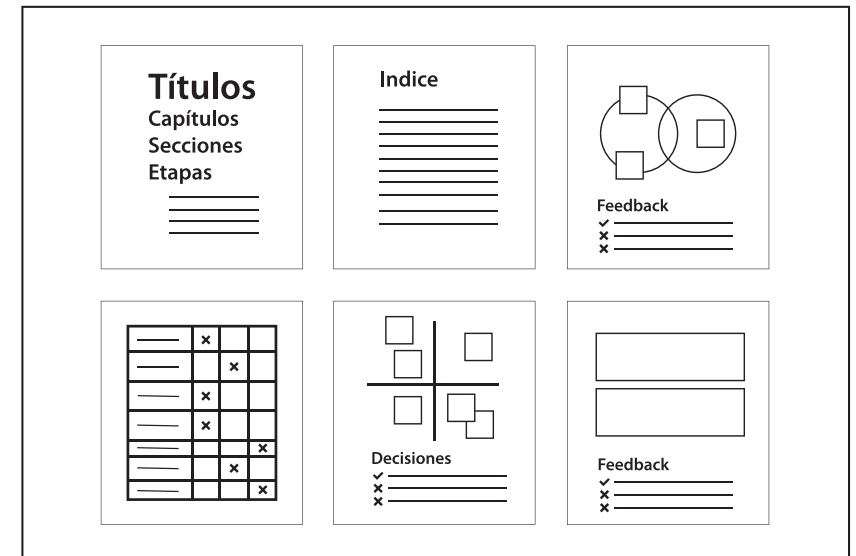 Títulos
Capítulos
Secciones
Etapas
Indice
Feedback
Decisiones
Feedback